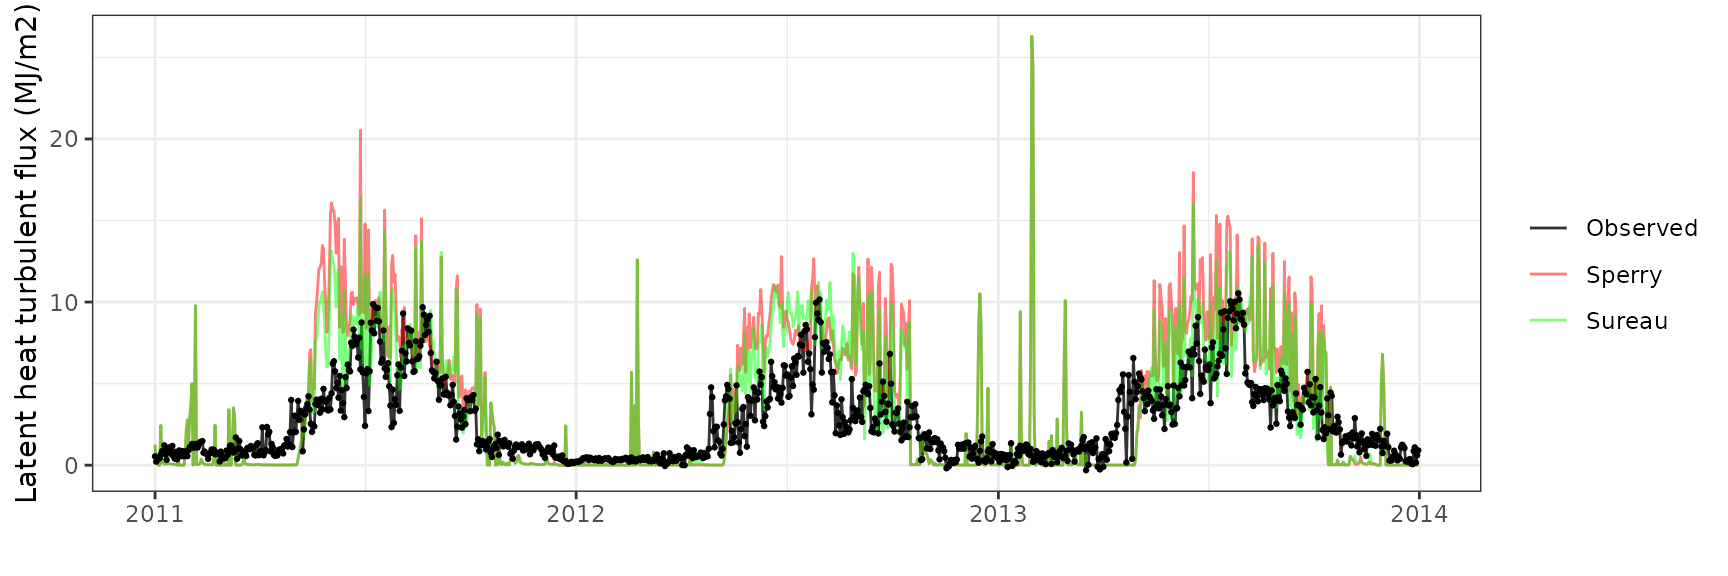 Latent heat turbulent flux (MJ/m2)
20
10
0
2011
2012
2013
2014
Observed
Sperry
Sureau